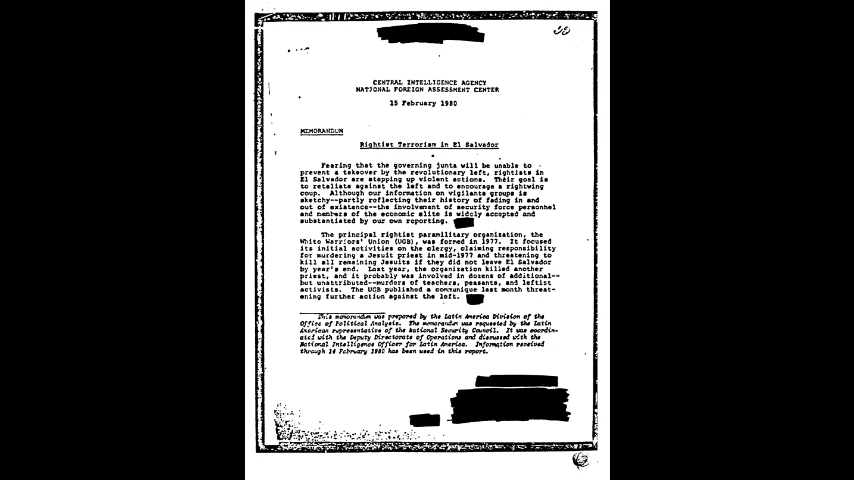 CENTRAL INTELLIGENCE AGENCY
NATIONAL FOREIGN ASSESSMENT CENTER
15 February 1980
MEMORANDUM
Rightist Terrorism in El Salvador
Fearing that the governing junta will be unable to
prevent a takeover by the revolutionary left, rightists in
El Salvador are stepping up violent actions. Their goal is
to retaliate against the left and to encourage a rightwing
coup. Although our information on vigilante groups is
sketchy--partly reflecting their history of fading in and
out of existence--the involvement of security force personnel
and members of the economic elite is widely accepted and
substantiated by our own reporting.
The principal rightist paramilitary organization, the
White Warriors' Union (UGB), was formed in 1977. It focused
its initial activities on the clergy, claiming responsibility
for murdering a Jesuit priest in mid-1977 and threatening to
kill all remaining Jesuits if they did not leave El Salvador
by year's end. Last year, the organization killed another
priest, and it probably was involved in dozens of additional--
but unattributed--murders of teachers, peasants, and leftist
activists. The UGB published a communique last month threat-
ening further action against the left.
This memorandum was prepared by the Latin America Division of the
Office of Political Analysis. The memorandum was requested by the Latin
American representative of the National Security Council. It was coordin-
ated with the Deputy Directorate of Operations and discussed with the
National Intelligence Officer for Latin America. Information received
through 14 February 1980 has been used in this report.